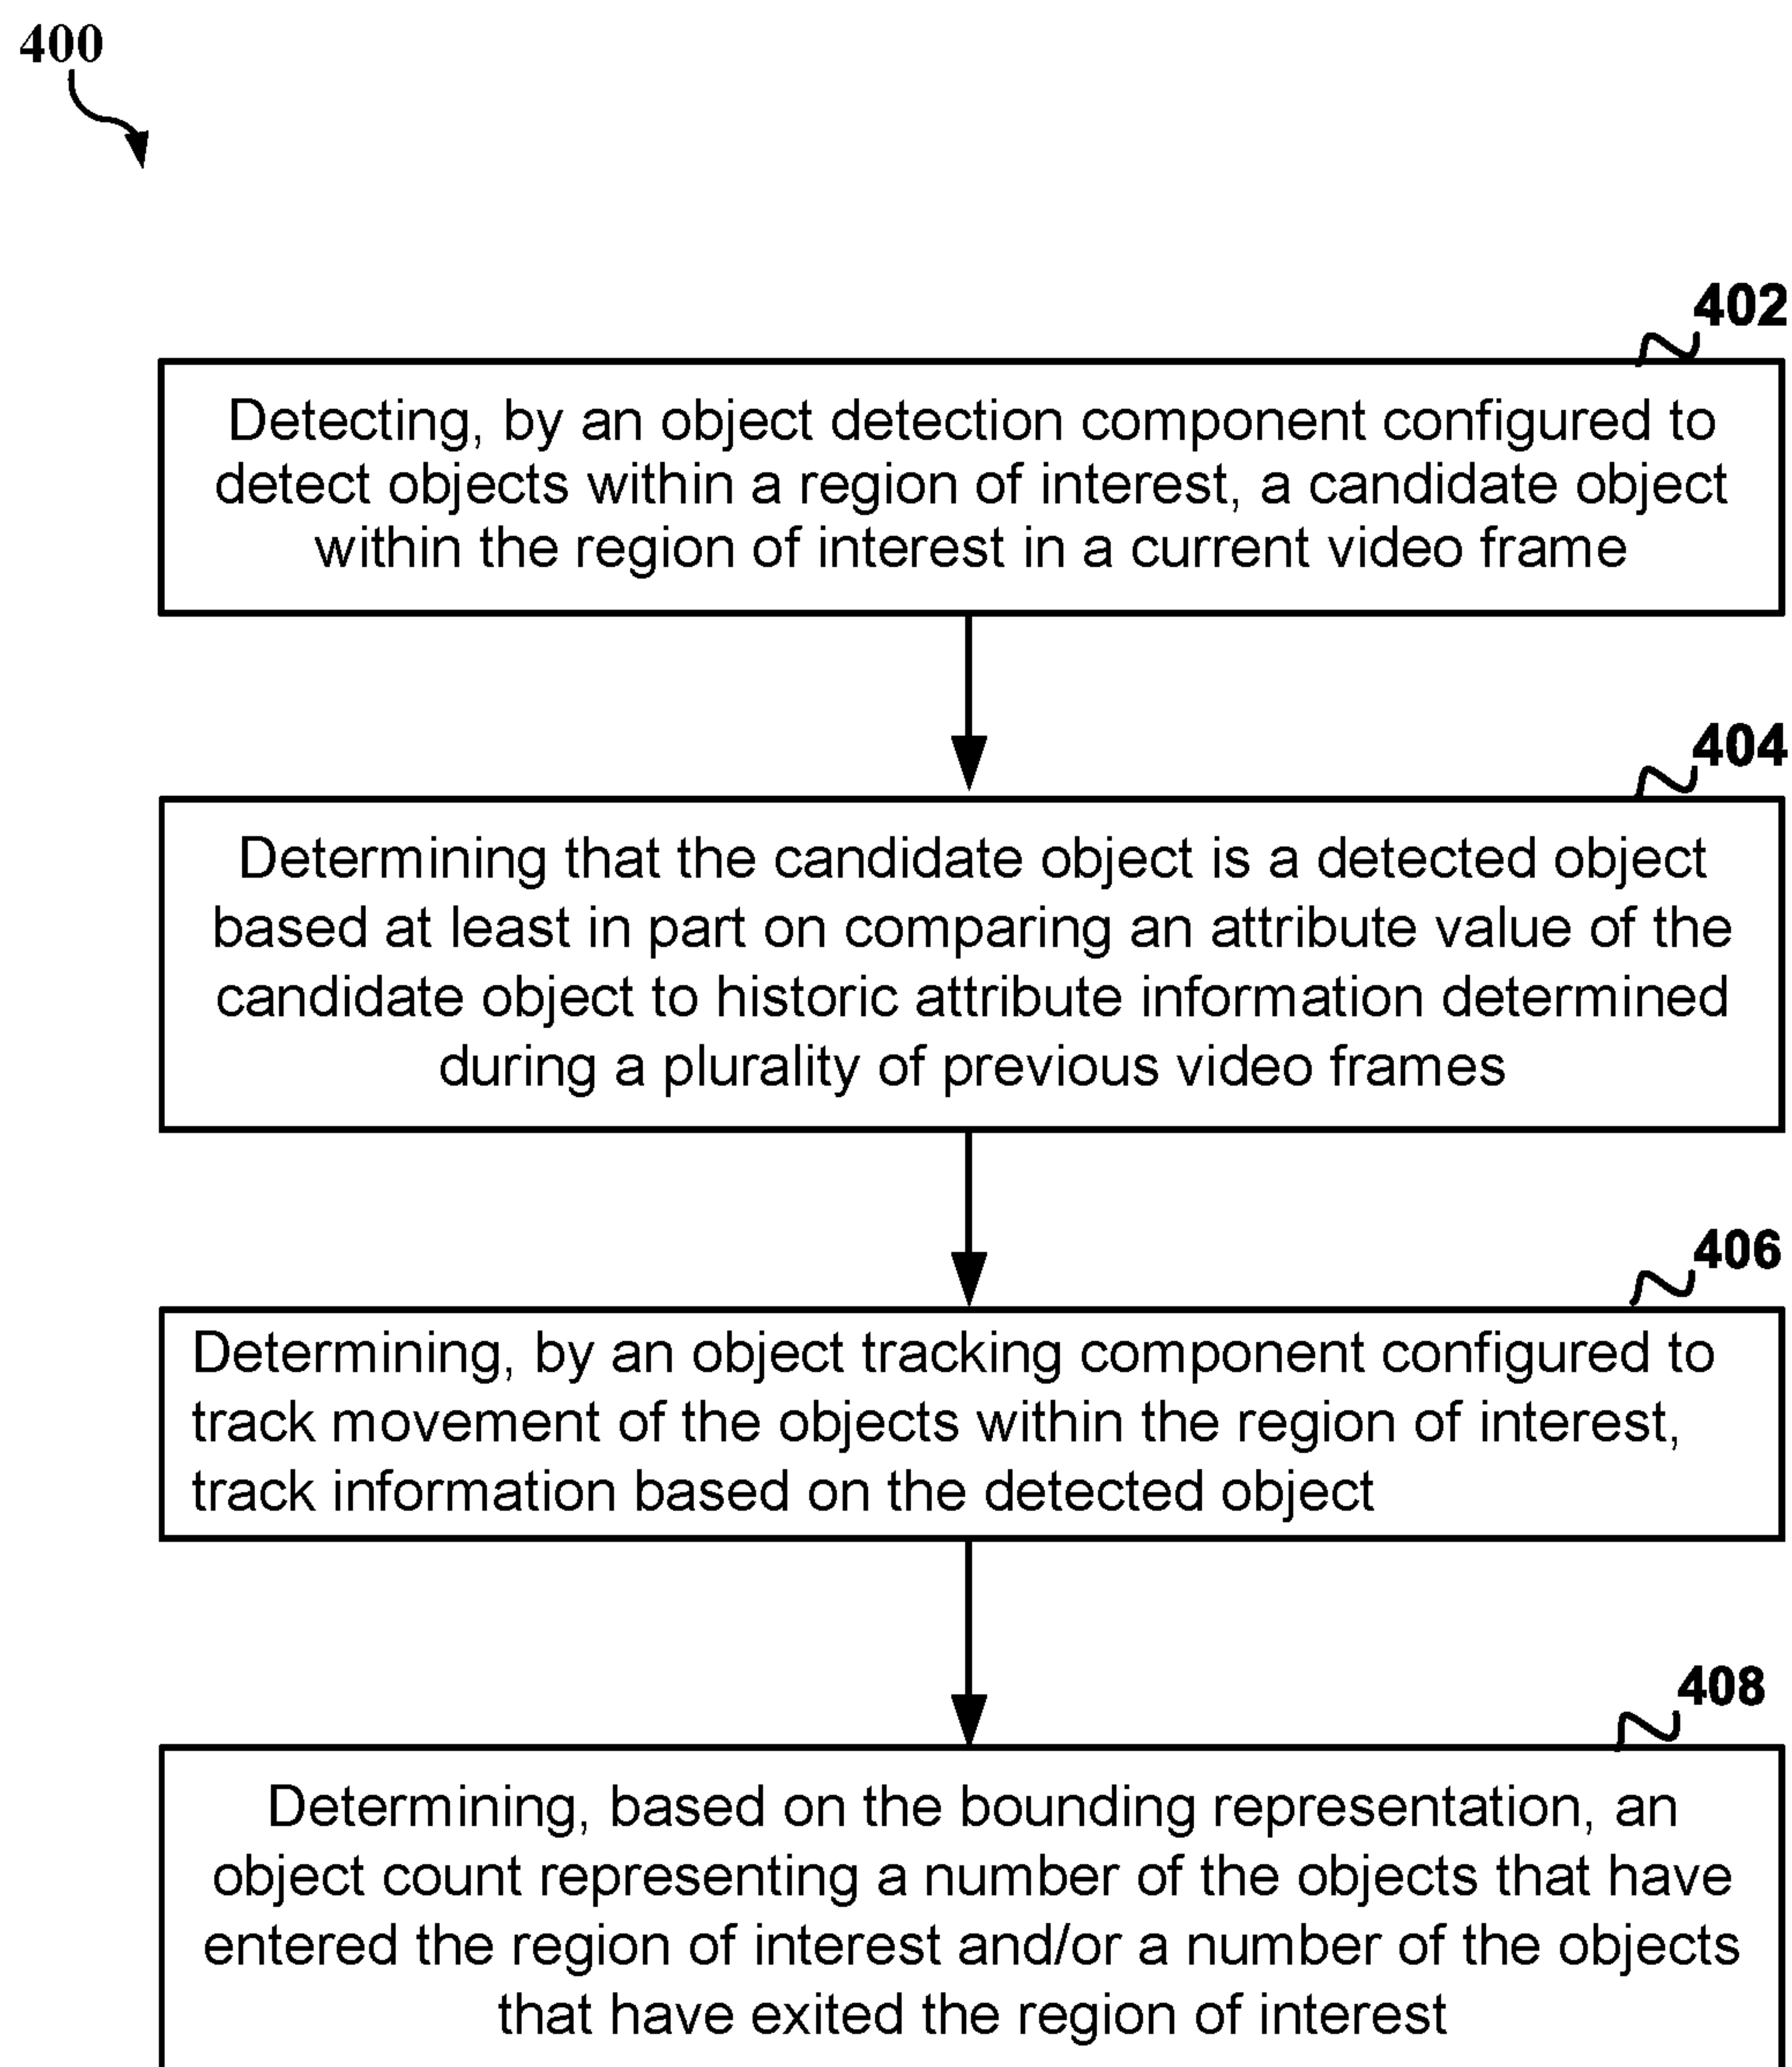 400
402
Detecting, by an object detection component configured to
detect objects within a region of interest, a candidate object
within the region of interest in a current video frame
404
Determining that the candidate object is a detected object
based at least in part on comparing an attribute value of the
candidate object to historic attribute information determined
during a plurality of previous video frames
406
Determining, by an object tracking component configured to
track movement of the objects within the region of interest,
track information based on the detected object
408
Determining, based on the bounding representation, an
object count representing a number of the objects that have
entered the region of interest and/or a number of the objects
that have exited the region of interest